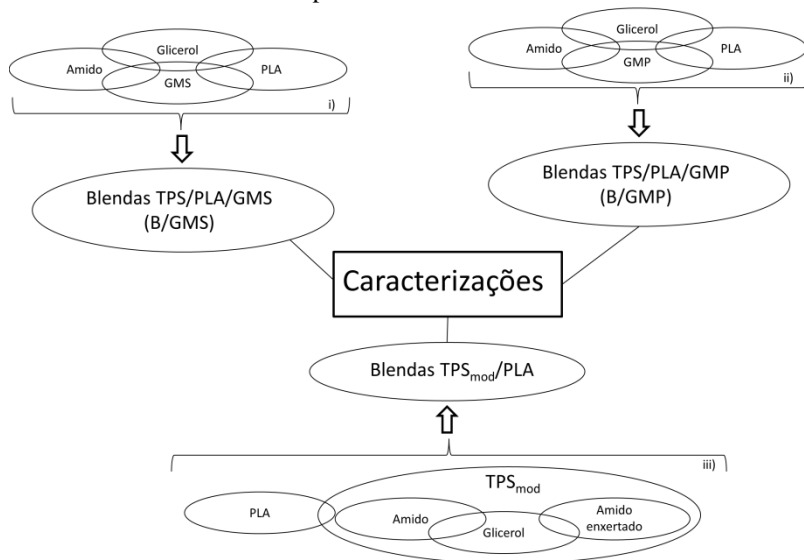 Glicerol
Amido
PLA
GMS
i)
Blendas TPS/PLA/GMS
(B/GMS)
Glicerol
Amido
PLA
GMP
ii)
Blendas TPS/PLA/GMP
(B/GMP)
Caracterizações
Blendas TPSmod/PLA
iii)
TPSmod
PLA
Amido
Glicerol
Amido
enxertado